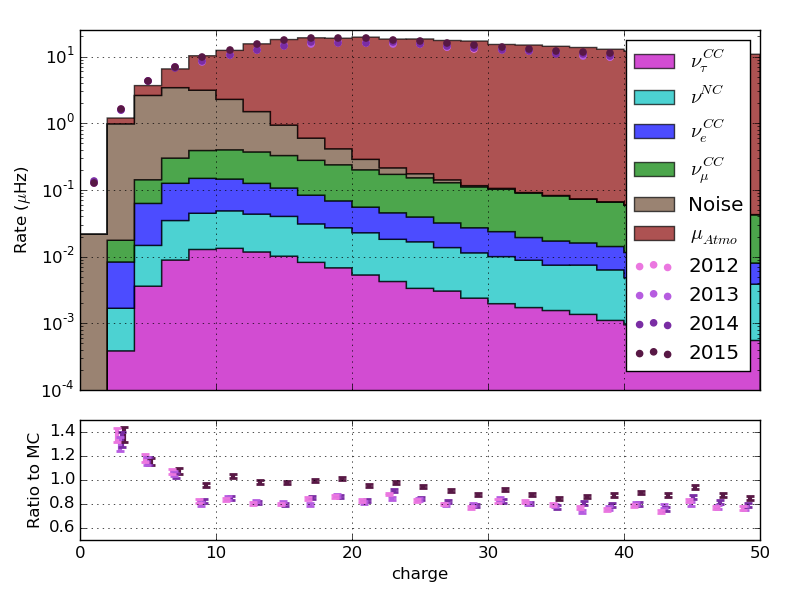 10¹
10⁰
10⁻¹
10⁻²
10⁻³
10⁻⁴
Rate (μHz)
ν_τ^CC
ν^NC
ν_e^CC
ν_μ^CC
Noise
μ_Atmo
2012
2013
2014
2015
1.4
1.2
1.0
0.8
0.6
Ratio to MC
0 10 20 30 40 50
charge